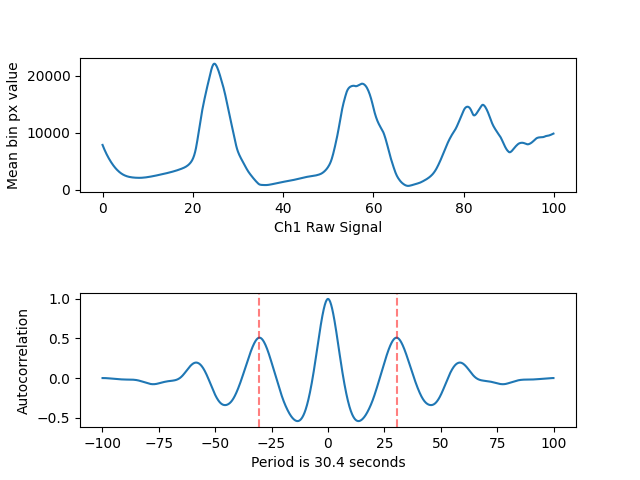 Mean bin px value
20000
10000
0
0 20 40 60 80 100
Ch1 Raw Signal
Autocorrelation
1.0
0.5
0.0
−0.5
−100 −75 −50 −25 0 25 50 75 100
Period is 30.4 seconds